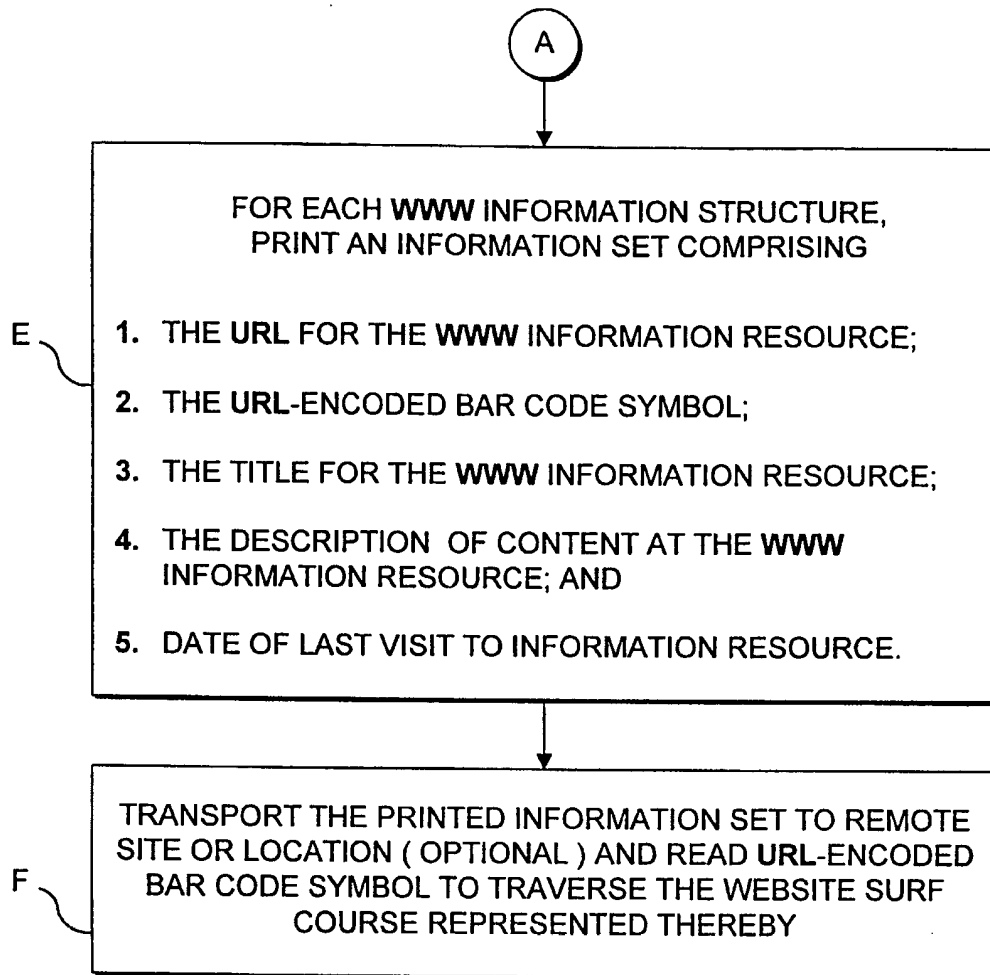 A
FOR EACH WWW INFORMATION STRUCTURE,
PRINT AN INFORMATION SET COMPRISING
E
1. THE URL FOR THE WWW INFORMATION RESOURCE;
2. THE URL-ENCODED BAR CODE SYMBOL;
3. THE TITLE FOR THE WWW INFORMATION RESOURCE;
4. THE DESCRIPTION OF CONTENT AT THE WWW
INFORMATION RESOURCE; AND
5. DATE OF LAST VISIT TO INFORMATION RESOURCE.
TRANSPORT THE PRINTED INFORMATION SET TO REMOTE
SITE OR LOCATION ( OPTIONAL ) AND READ URL-ENCODED
F
BAR CODE SYMBOL TO TRAVERSE THE WEBSITE SURF
COURSE REPRESENTED THEREBY